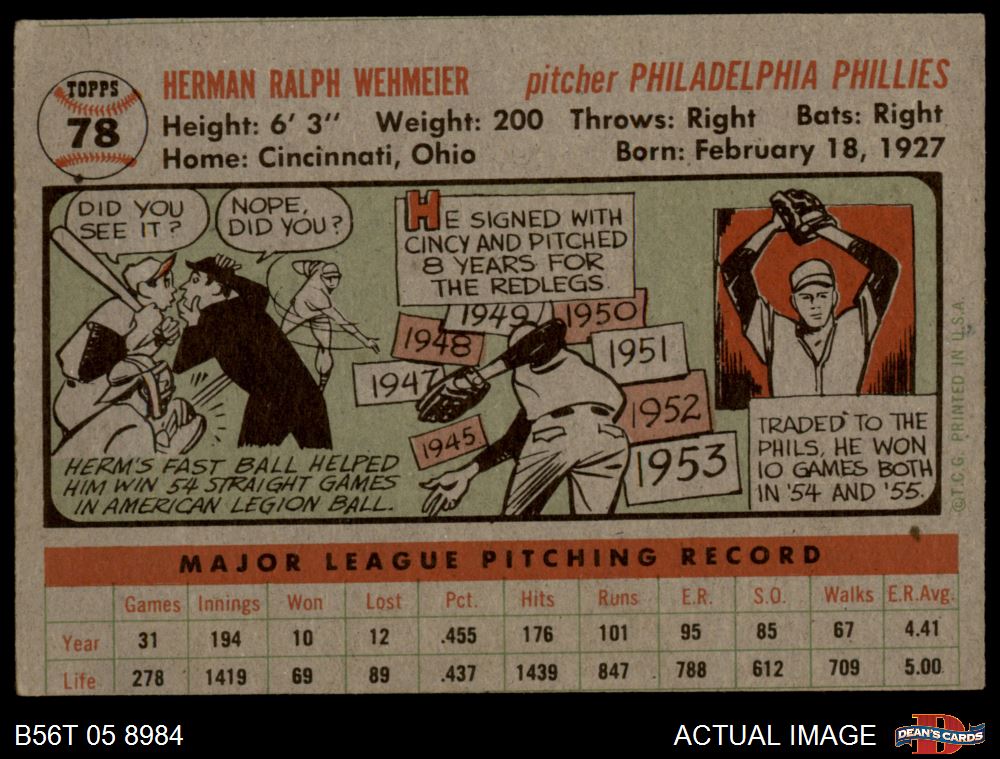 TOPPS
78
HERMAN RALPH WEHMEIER pitcher PHILADELPHIA PHILLIES
Height: 6' 3" Weight: 200 Throws: Right Bats: Right
Home: Cincinnati, Ohio Born: February 18, 1927
DID YOU
SEE IT?
NOPE,
DID YOU?
HERM'S FAST BALL HELPED
HIM WIN 54 STRAIGHT GAMES
IN AMERICAN LEGION BALL.
HE SIGNED WITH
CINCY AND PITCHED
8 YEARS FOR
THE REDLEGS.
1945
1947
1948
1949
1950
1951
1952
1953
TRADED TO THE
PHILS, HE WON
10 GAMES BOTH
IN '54 AND '55.
© T.C.G. PRINTED IN U.S.A.
MAJOR LEAGUE PITCHING RECORD
Games Innings Won Lost Pct. Hits Runs E.R. S.O. Walks E.R.Avg.
Year 31 194 10 12 .455 176 101 95 85 67 4.41
Life 278 1419 69 89 .437 1439 847 788 612 709 5.00
B56T 05 8984 ACTUAL IMAGE DEAN'S CARDS